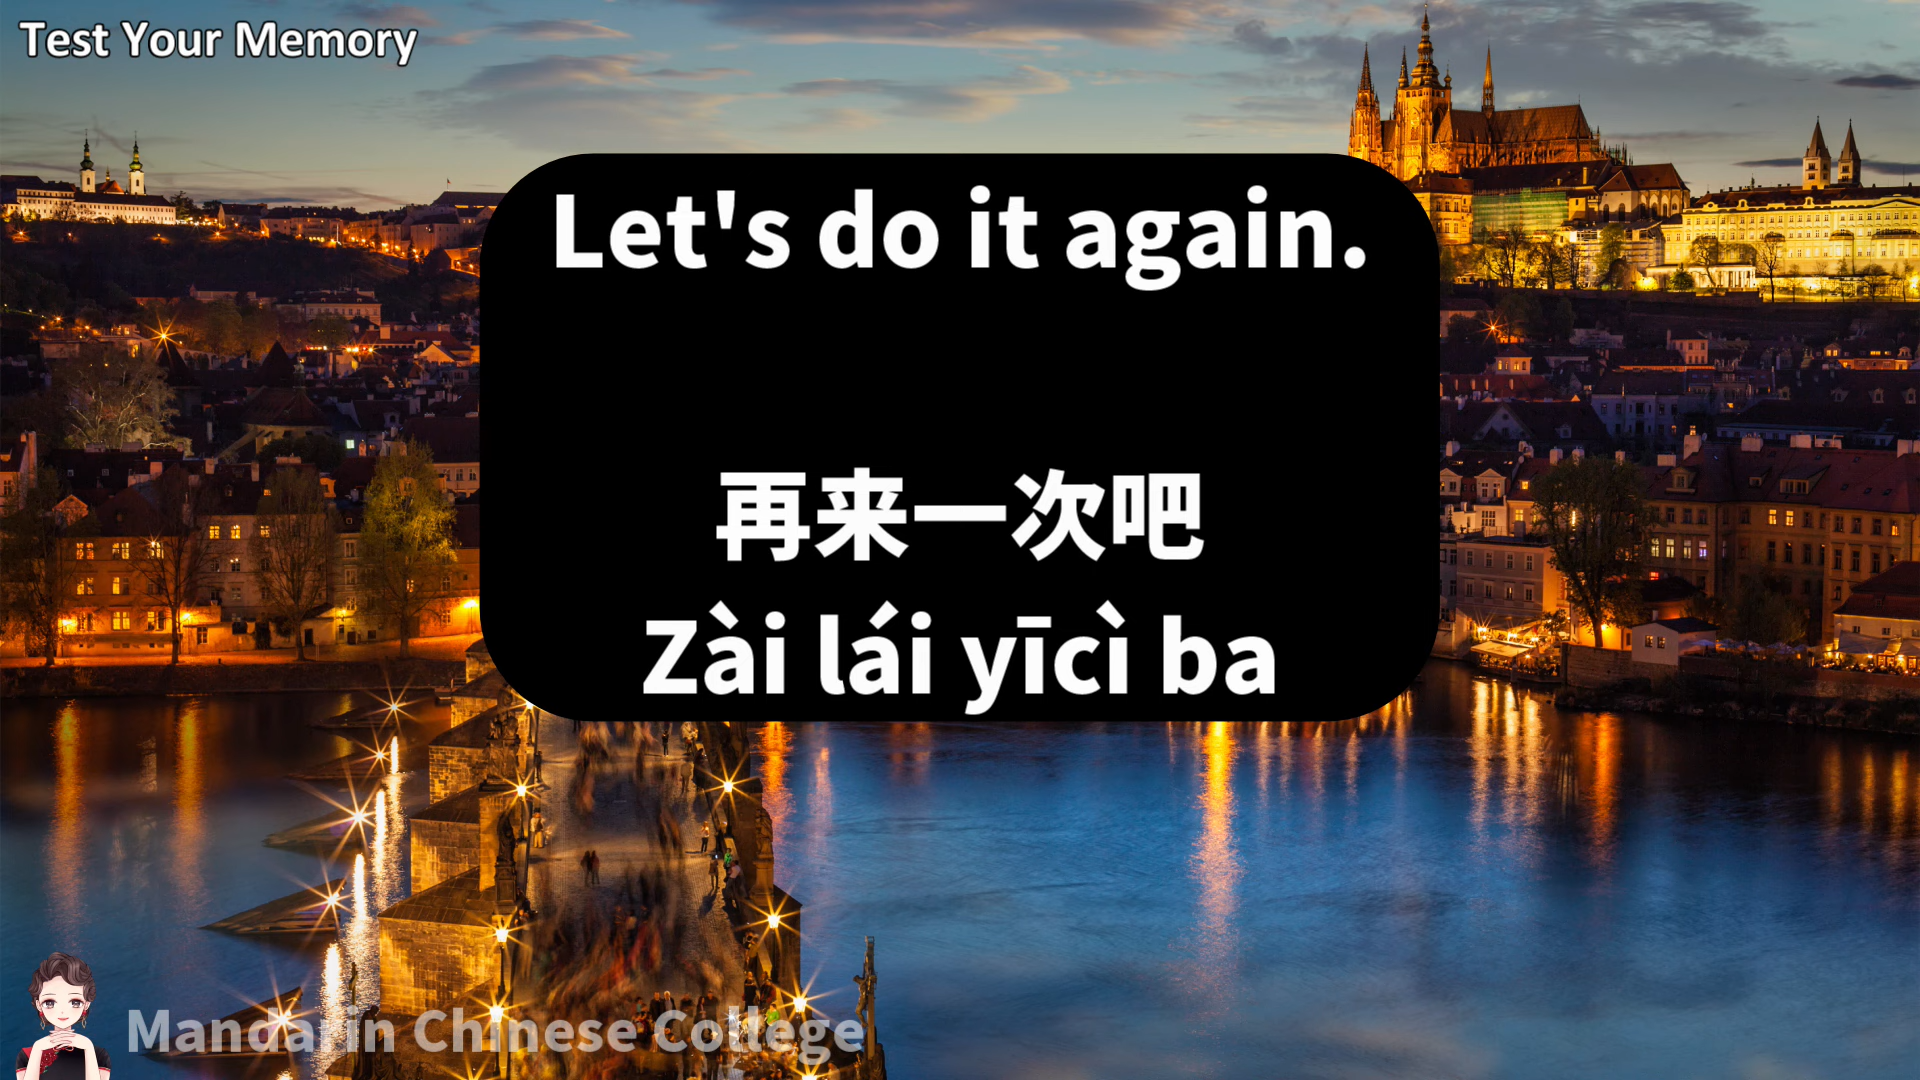 Test Your Memory
Let's do it again.
再来一次吧
Zài lái yīcì ba
Mandarin Chinese College